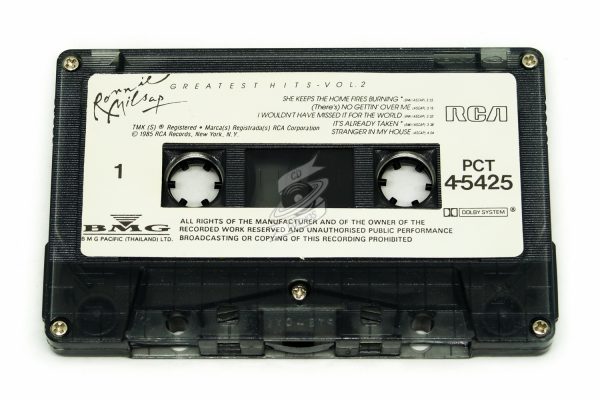 Ronnie Milsap
GREATEST HITS - VOL. 2
SHE KEEPS THE HOME FIRES BURNING
(There's) NO GETTIN' OVER ME
I WOULDN'T HAVE MISSED IT FOR THE WORLD
IT'S ALREADY TAKEN
STRANGER IN MY HOUSE
RCA
TMK (S) ® Registered • Marca(s) Registrada(s) RCA Corporation
© 1985 RCA Records, New York, N.Y.
1
PCT
4-5425
CD
DOLBY SYSTEM ®
BMG
B M G PACIFIC (THAILAND) LTD.
ALL RIGHTS OF THE MANUFACTURER AND OF THE OWNER OF THE
RECORDED WORK RESERVED AND UNAUTHORISED PUBLIC PERFORMANCE
BROADCASTING OR COPYING OF THIS RECORDING PROHIBITED